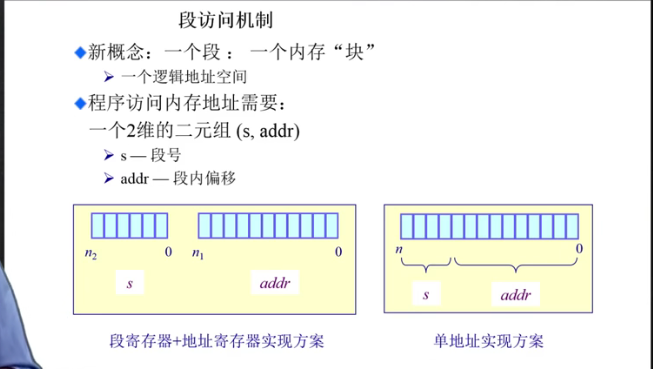 段访问机制
新概念：一个段： 一个内存“块”
一个逻辑地址空间
程序访问内存地址需要：
一个2维的二元组 (s, addr)
s — 段号
addr — 段内偏移
n2 0 n1 0
s addr
段寄存器+地址寄存器实现方案
n 0
s addr
单地址实现方案